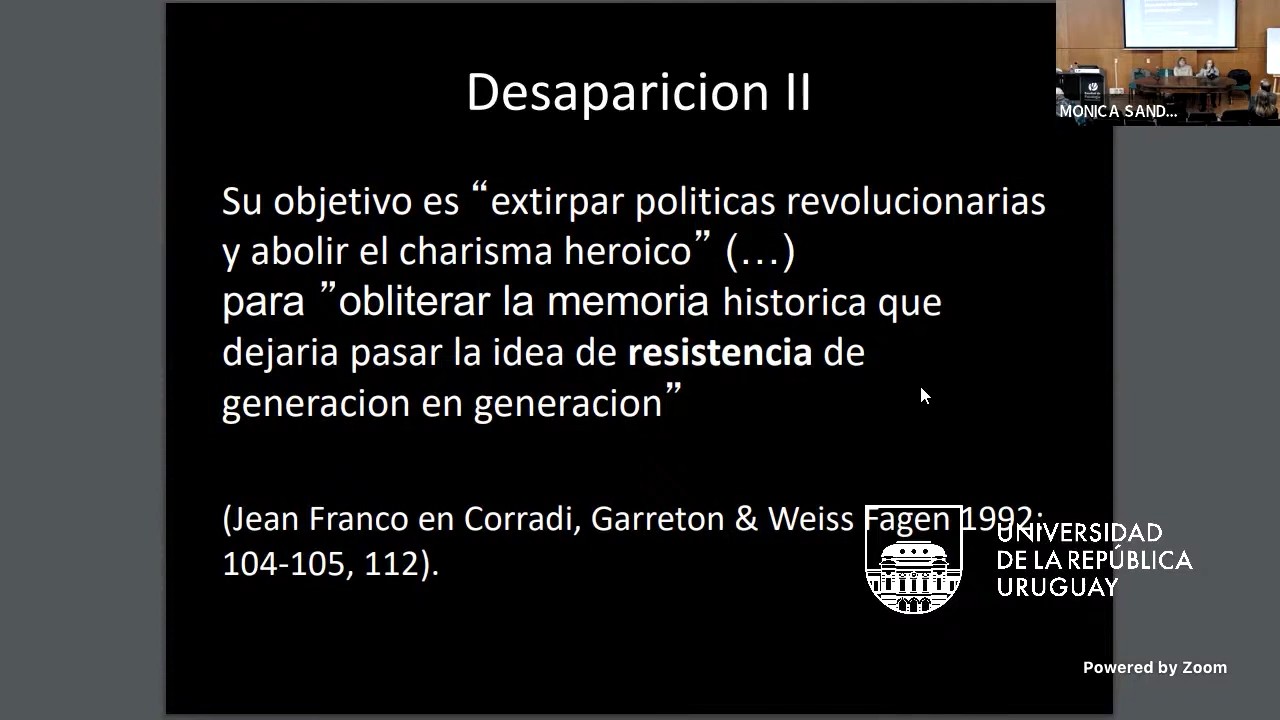 Desaparicion II
Su objetivo es “extirpar politicas revolucionarias
y abolir el charisma heroico” (…)
para ”obliterar la memoria historica que
dejaria pasar la idea de resistencia de
generacion en generacion”
(Jean Franco en Corradi, Garreton & Weiss Fagen 1992:
104-105, 112).
MONICA SAND...
UNIVERSIDAD
DE LA REPÚBLICA
URUGUAY
Powered by Zoom